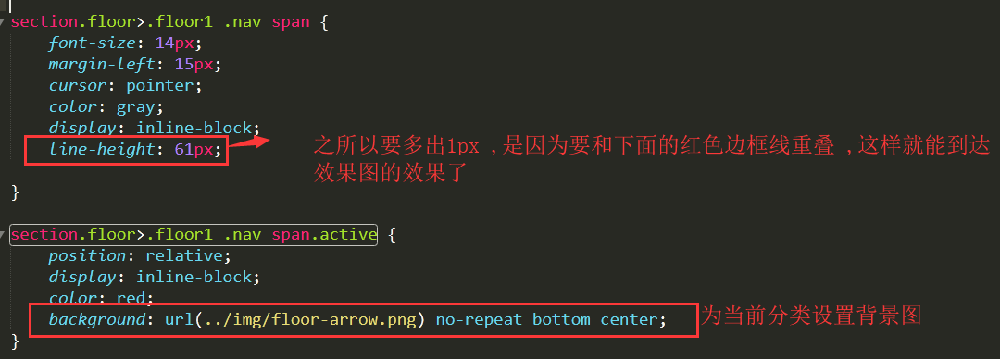 section.floor>.floor1 .nav span {
font-size: 14px;
margin-left: 15px;
cursor: pointer;
color: gray;
display: inline-block;
line-height: 61px;
之所以要多出1px ,是因为要和下面的红色边框线重叠 ,这样就能到达
效果图的效果了
}
section.floor>.floor1 .nav span.active {
position: relative;
display: inline-block;
color: red;
background: url(../img/floor-arrow.png) no-repeat bottom center;
为当前分类设置背景图
}